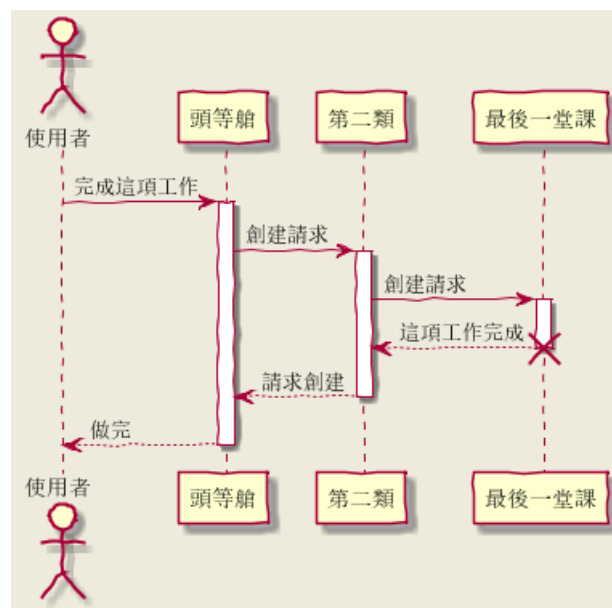 使用者
頭等艙
第二類
最後一堂課
完成這項工作
創建請求
創建請求
這項工作完成
請求創建
做完
使用者
頭等艙
第二類
最後一堂課